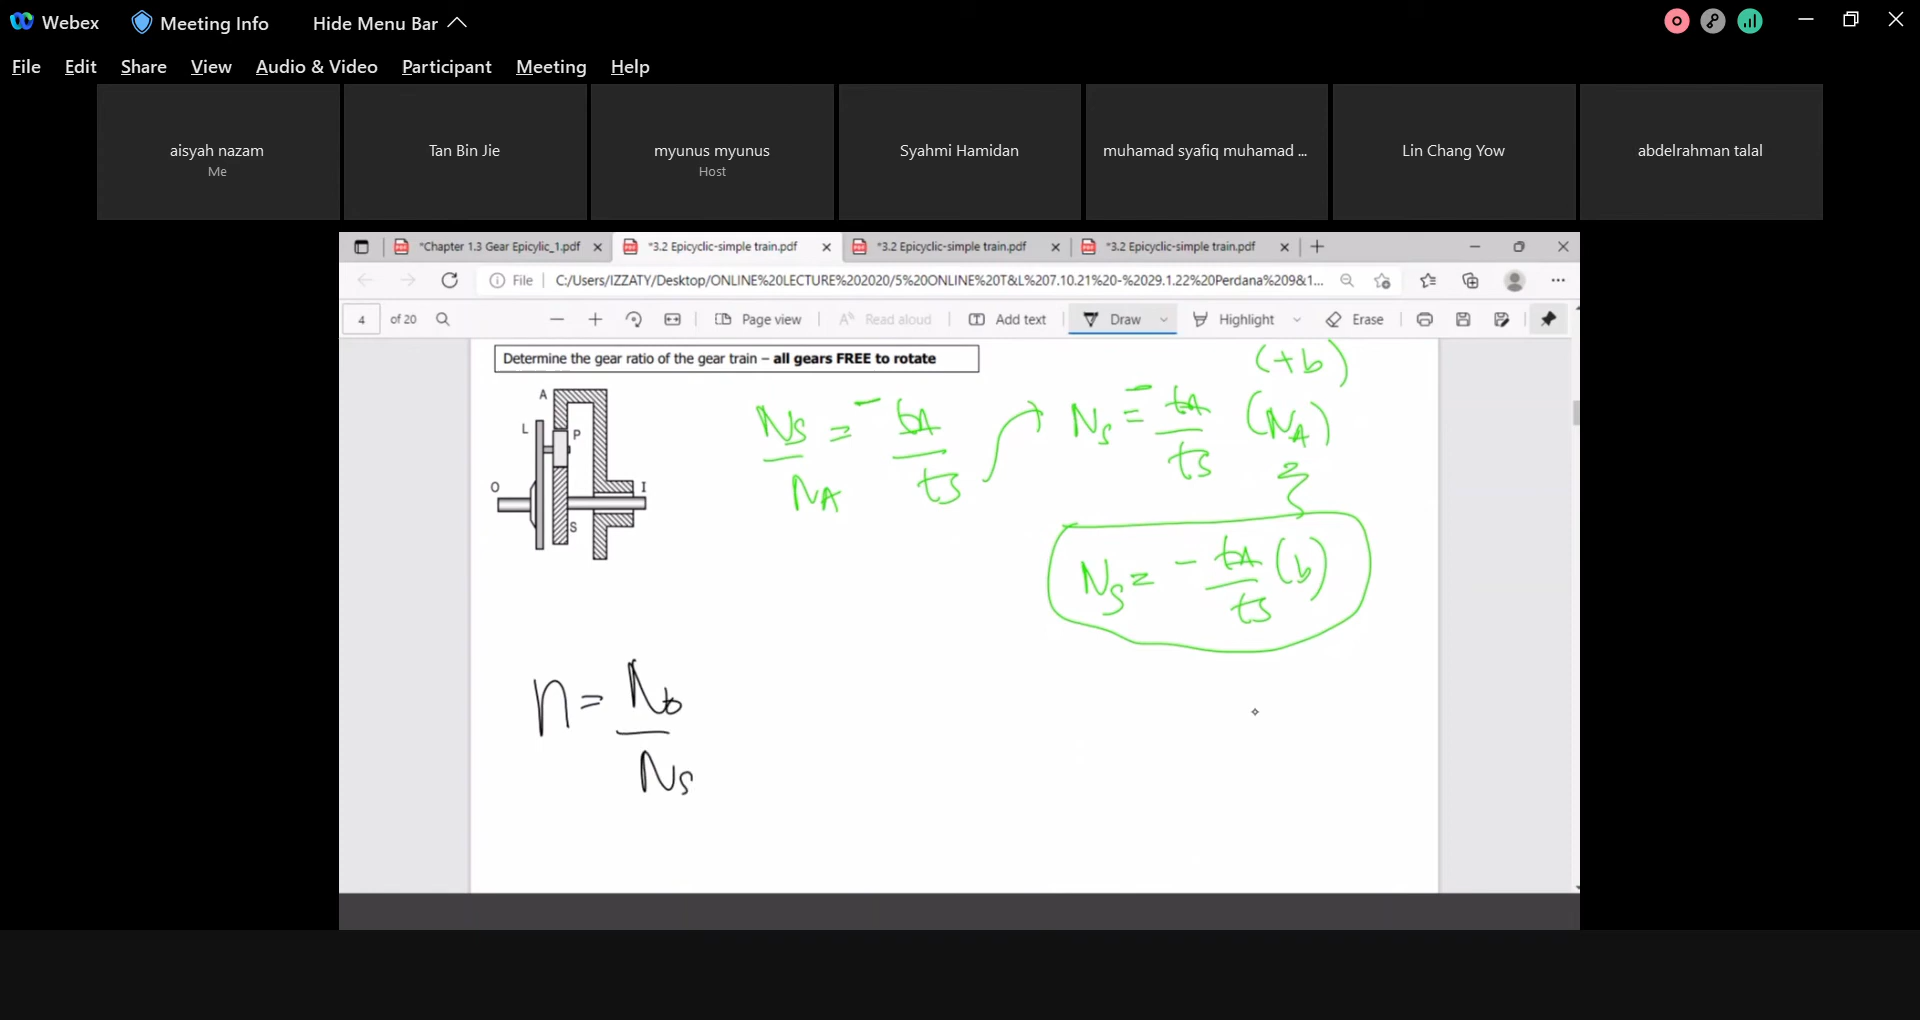 Webex Meeting Info Hide Menu Bar
File Edit Share View Audio & Video Participant Meeting Help
aisyah nazam
Me
Tan Bin Jie
myunus myunus
Host
Syahmi Hamidan
muhamad syafiq muhamad ...
Lin Chang Yow
abdelrahman talal
*Chapter 1.3 Gear Epicylic_1.pdf *3.2 Epicyclic-simple train.pdf *3.2 Epicyclic-simple train.pdf *3.2 Epicyclic-simple train.pdf
File C:/Users/IZZATY/Desktop/ONLINE%20LECTURE%202020/5%20ONLINE%20T&L%207.10.21%20-%2029.1.22%20Perdana%209&1...
4 of 20 Page view Read aloud Add text Draw Highlight Erase
Determine the gear ratio of the gear train – all gears FREE to rotate
(+b)
A
L
P
O
I
S
NS/NA = - tA/tS
NS = - tA/tS (NA)
NS = - tA/tS (b)
n = No/NS